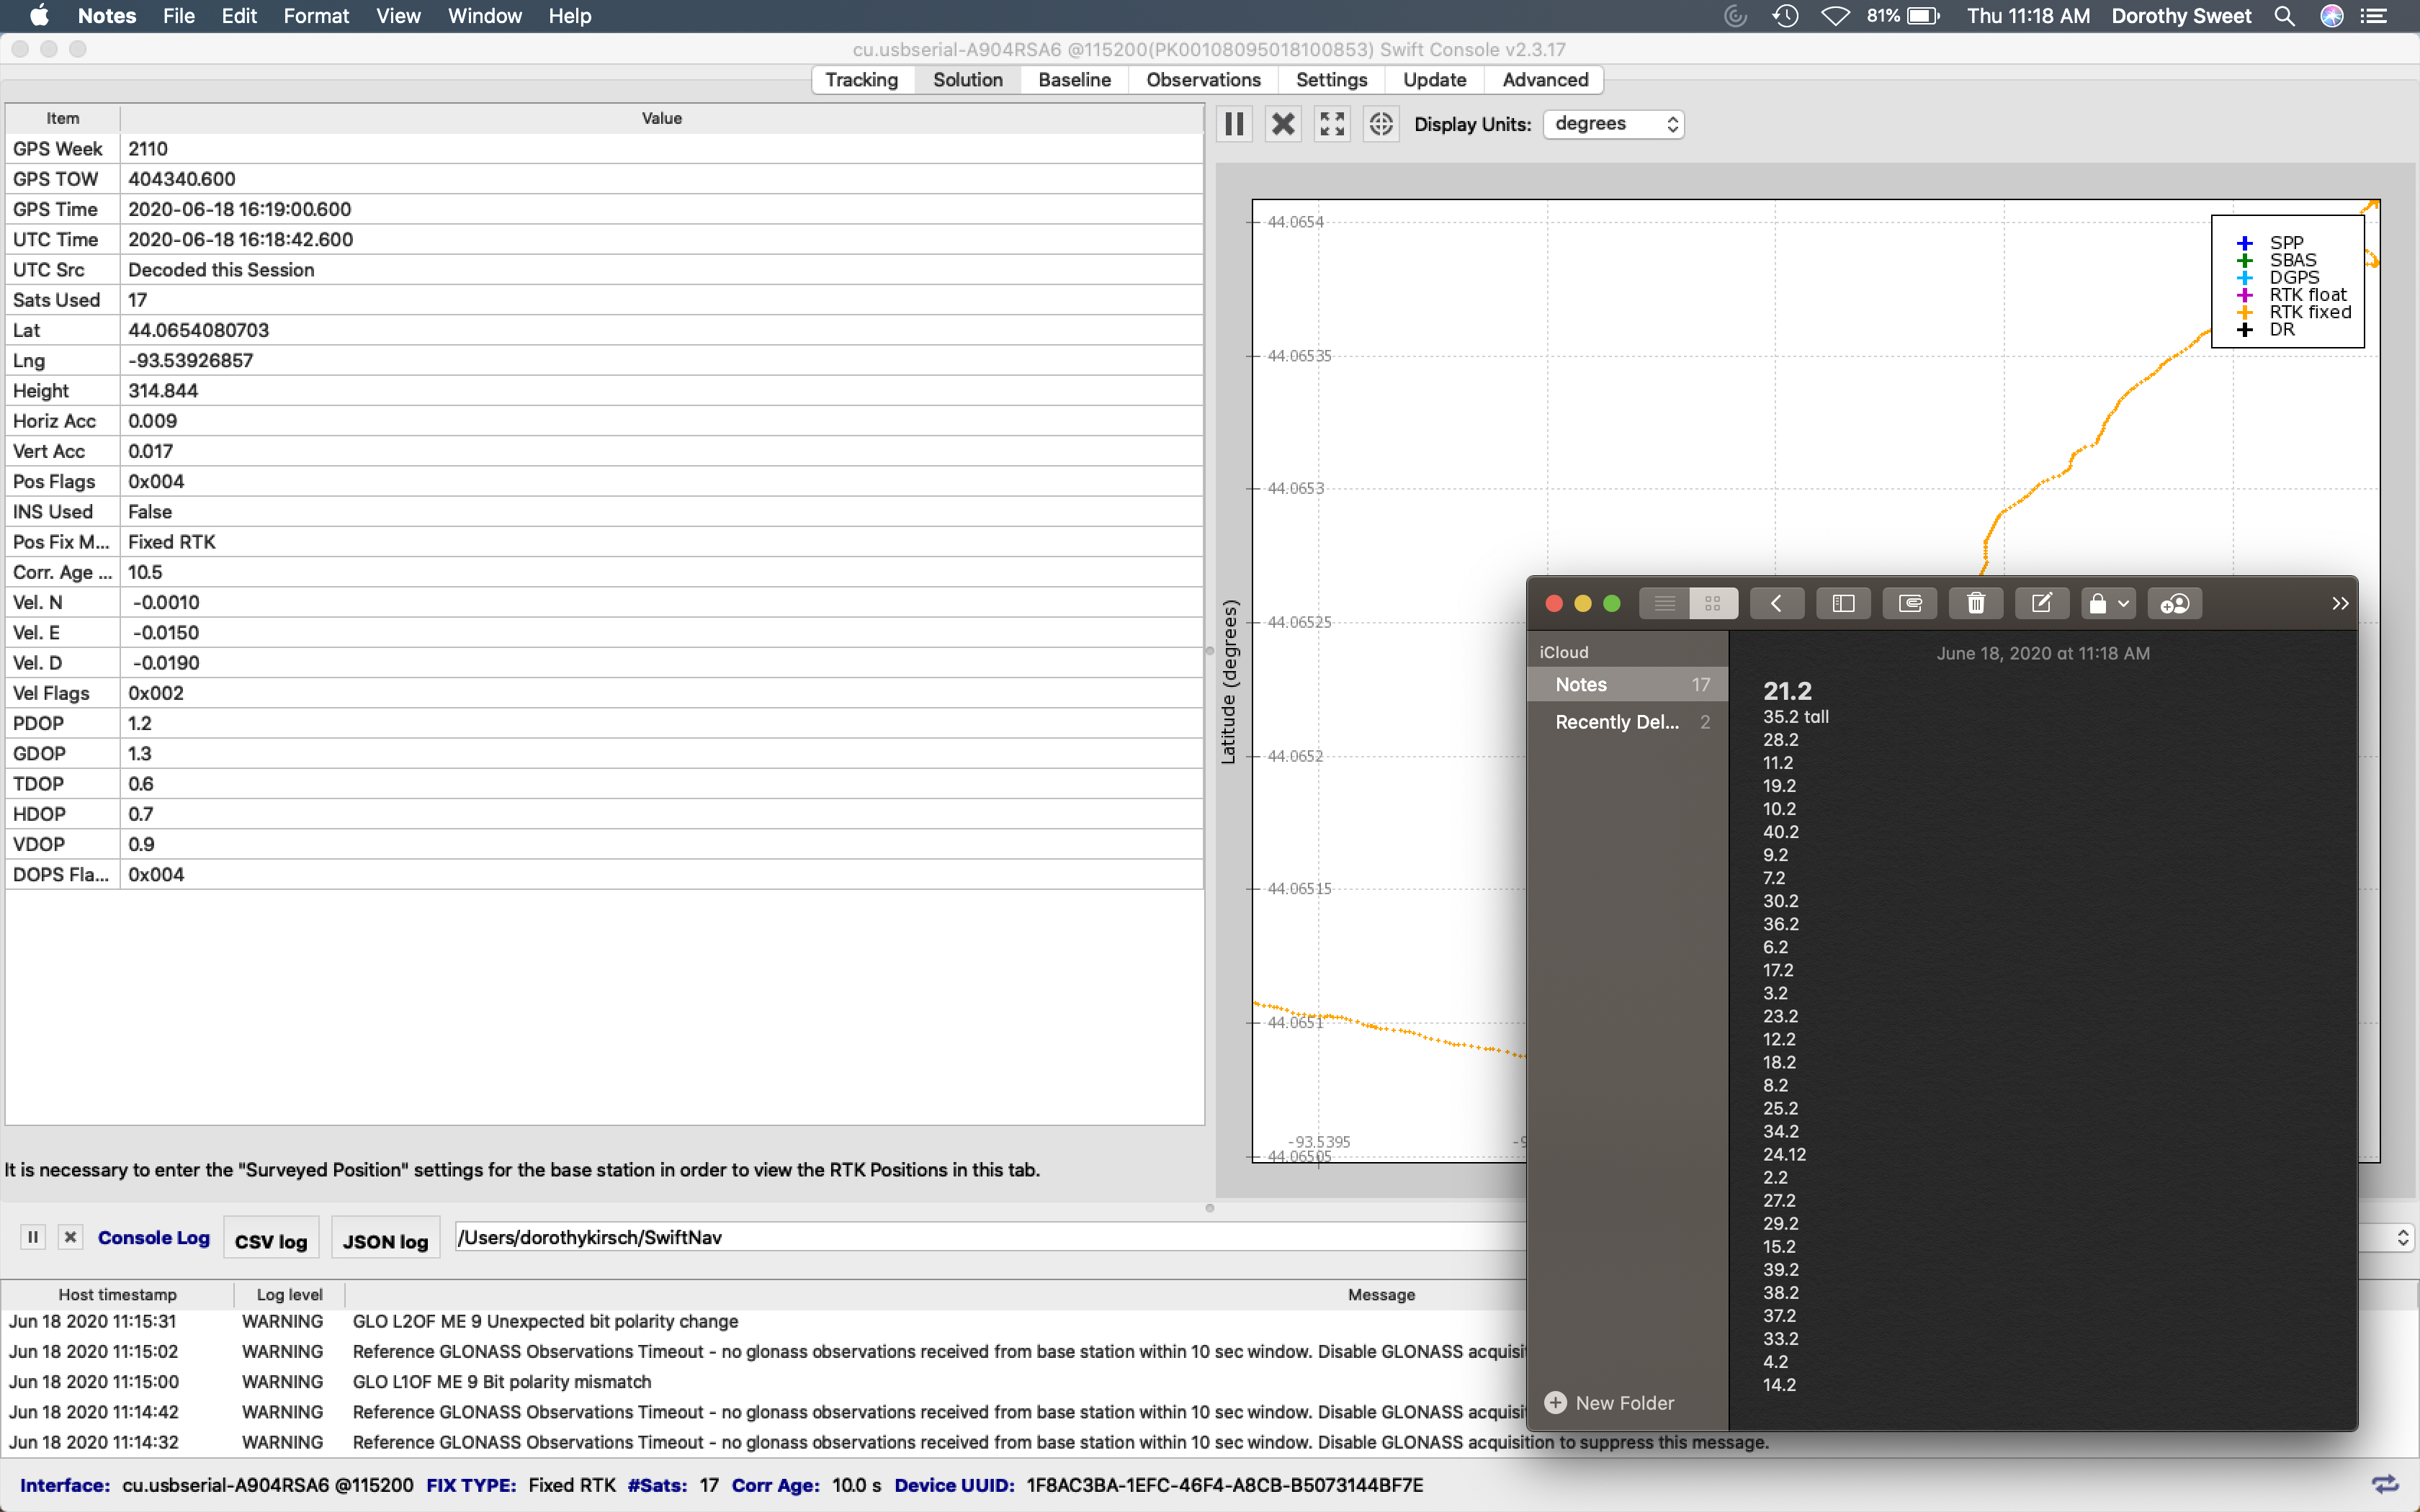 Notes File Edit Format View Window Help 81% Thu 11:18 AM Dorothy Sweet
cu.usbserial-A904RSA6 @115200(PK00108095018100853) Swift Console v2.3.17
Tracking Solution Baseline Observations Settings Update Advanced
Item Value
GPS Week 2110
GPS TOW 404340.600
GPS Time 2020-06-18 16:19:00.600
UTC Time 2020-06-18 16:18:42.600
UTC Src Decoded this Session
Sats Used 17
Lat 44.0654080703
Lng -93.53926857
Height 314.844
Horiz Acc 0.009
Vert Acc 0.017
Pos Flags 0x004
INS Used False
Pos Fix M... Fixed RTK
Corr. Age ... 10.5
Vel. N -0.0010
Vel. E -0.0150
Vel. D -0.0190
Vel Flags 0x002
PDOP 1.2
GDOP 1.3
TDOP 0.6
HDOP 0.7
VDOP 0.9
DOPS Fla... 0x004
It is necessary to enter the "Surveyed Position" settings for the base station in order to view the RTK Positions in this tab.
Display Units: degrees
Latitude (degrees)
44.0654
44.06535
44.0653
44.06525
44.0652
44.06515
44.0651
44.06505
-93.5395
SPP
SBAS
DGPS
RTK float
RTK fixed
DR
iCloud
Notes 17
Recently Del... 2
New Folder
June 18, 2020 at 11:18 AM
21.2
35.2 tall
28.2
11.2
19.2
10.2
40.2
9.2
7.2
30.2
36.2
6.2
17.2
3.2
23.2
12.2
18.2
8.2
25.2
34.2
24.12
2.2
27.2
29.2
15.2
39.2
38.2
37.2
33.2
4.2
14.2
Console Log CSV log JSON log /Users/dorothykirsch/SwiftNav
Host timestamp Log level Message
Jun 18 2020 11:15:31 WARNING GLO L2OF ME 9 Unexpected bit polarity change
Jun 18 2020 11:15:02 WARNING Reference GLONASS Observations Timeout - no glonass observations received from base station within 10 sec window. Disable GLONASS
Jun 18 2020 11:15:00 WARNING GLO L1OF ME 9 Bit polarity mismatch
Jun 18 2020 11:14:42 WARNING Reference GLONASS Observations Timeout - no glonass observations received from base station within 10 sec window. Disable GLONASS
Jun 18 2020 11:14:32 WARNING Reference GLONASS Observations Timeout - no glonass observations received from base station within 10 sec window. Disable GLONASS acquisition to suppress this message.
Interface: cu.usbserial-A904RSA6 @115200 FIX TYPE: Fixed RTK #Sats: 17 Corr Age: 10.0 s Device UUID: 1F8AC3BA-1EFC-46F4-A8CB-B5073144BF7E